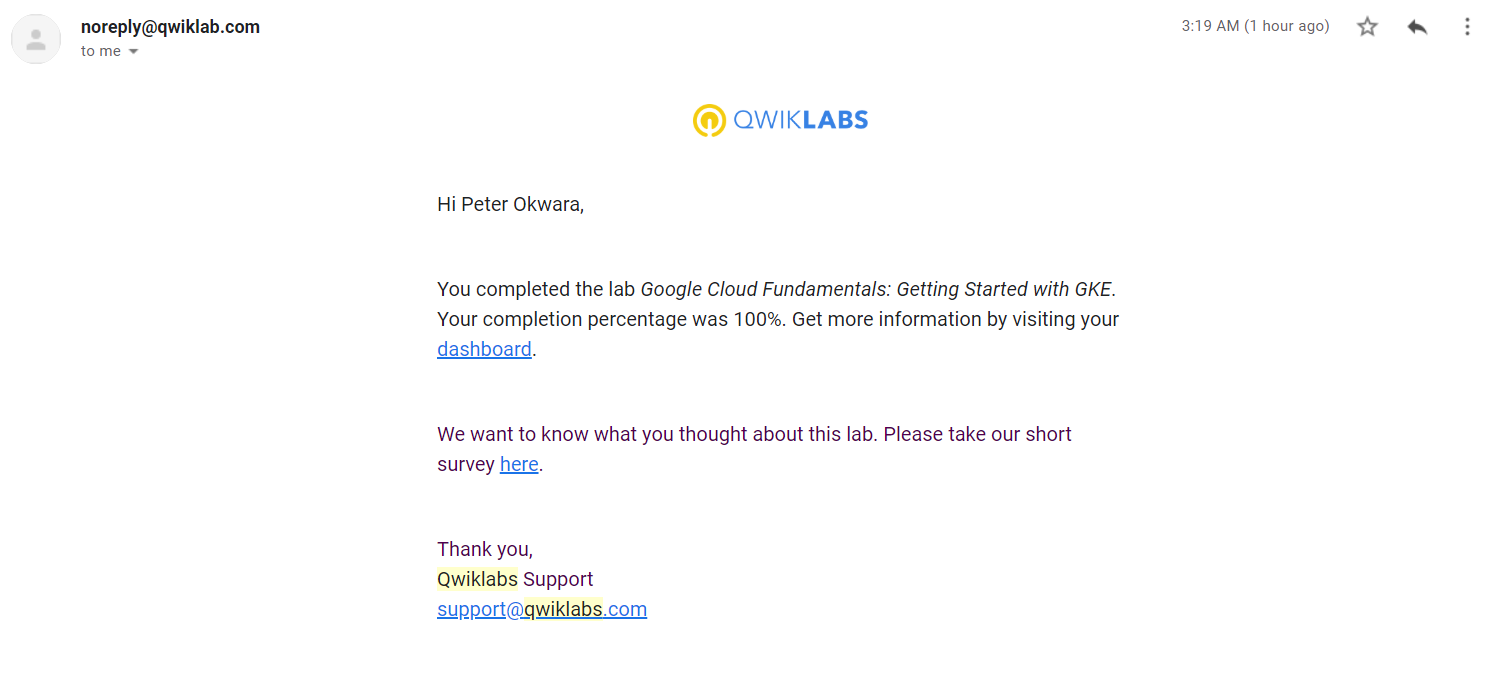 noreply@qwiklab.com
3:19 AM (1 hour ago)
to me
QWIKLABS
Hi Peter Okwara,
You completed the lab Google Cloud Fundamentals: Getting Started with GKE.
Your completion percentage was 100%. Get more information by visiting your
dashboard.
We want to know what you thought about this lab. Please take our short
survey here.
Thank you,
Qwiklabs Support
support@qwiklabs.com